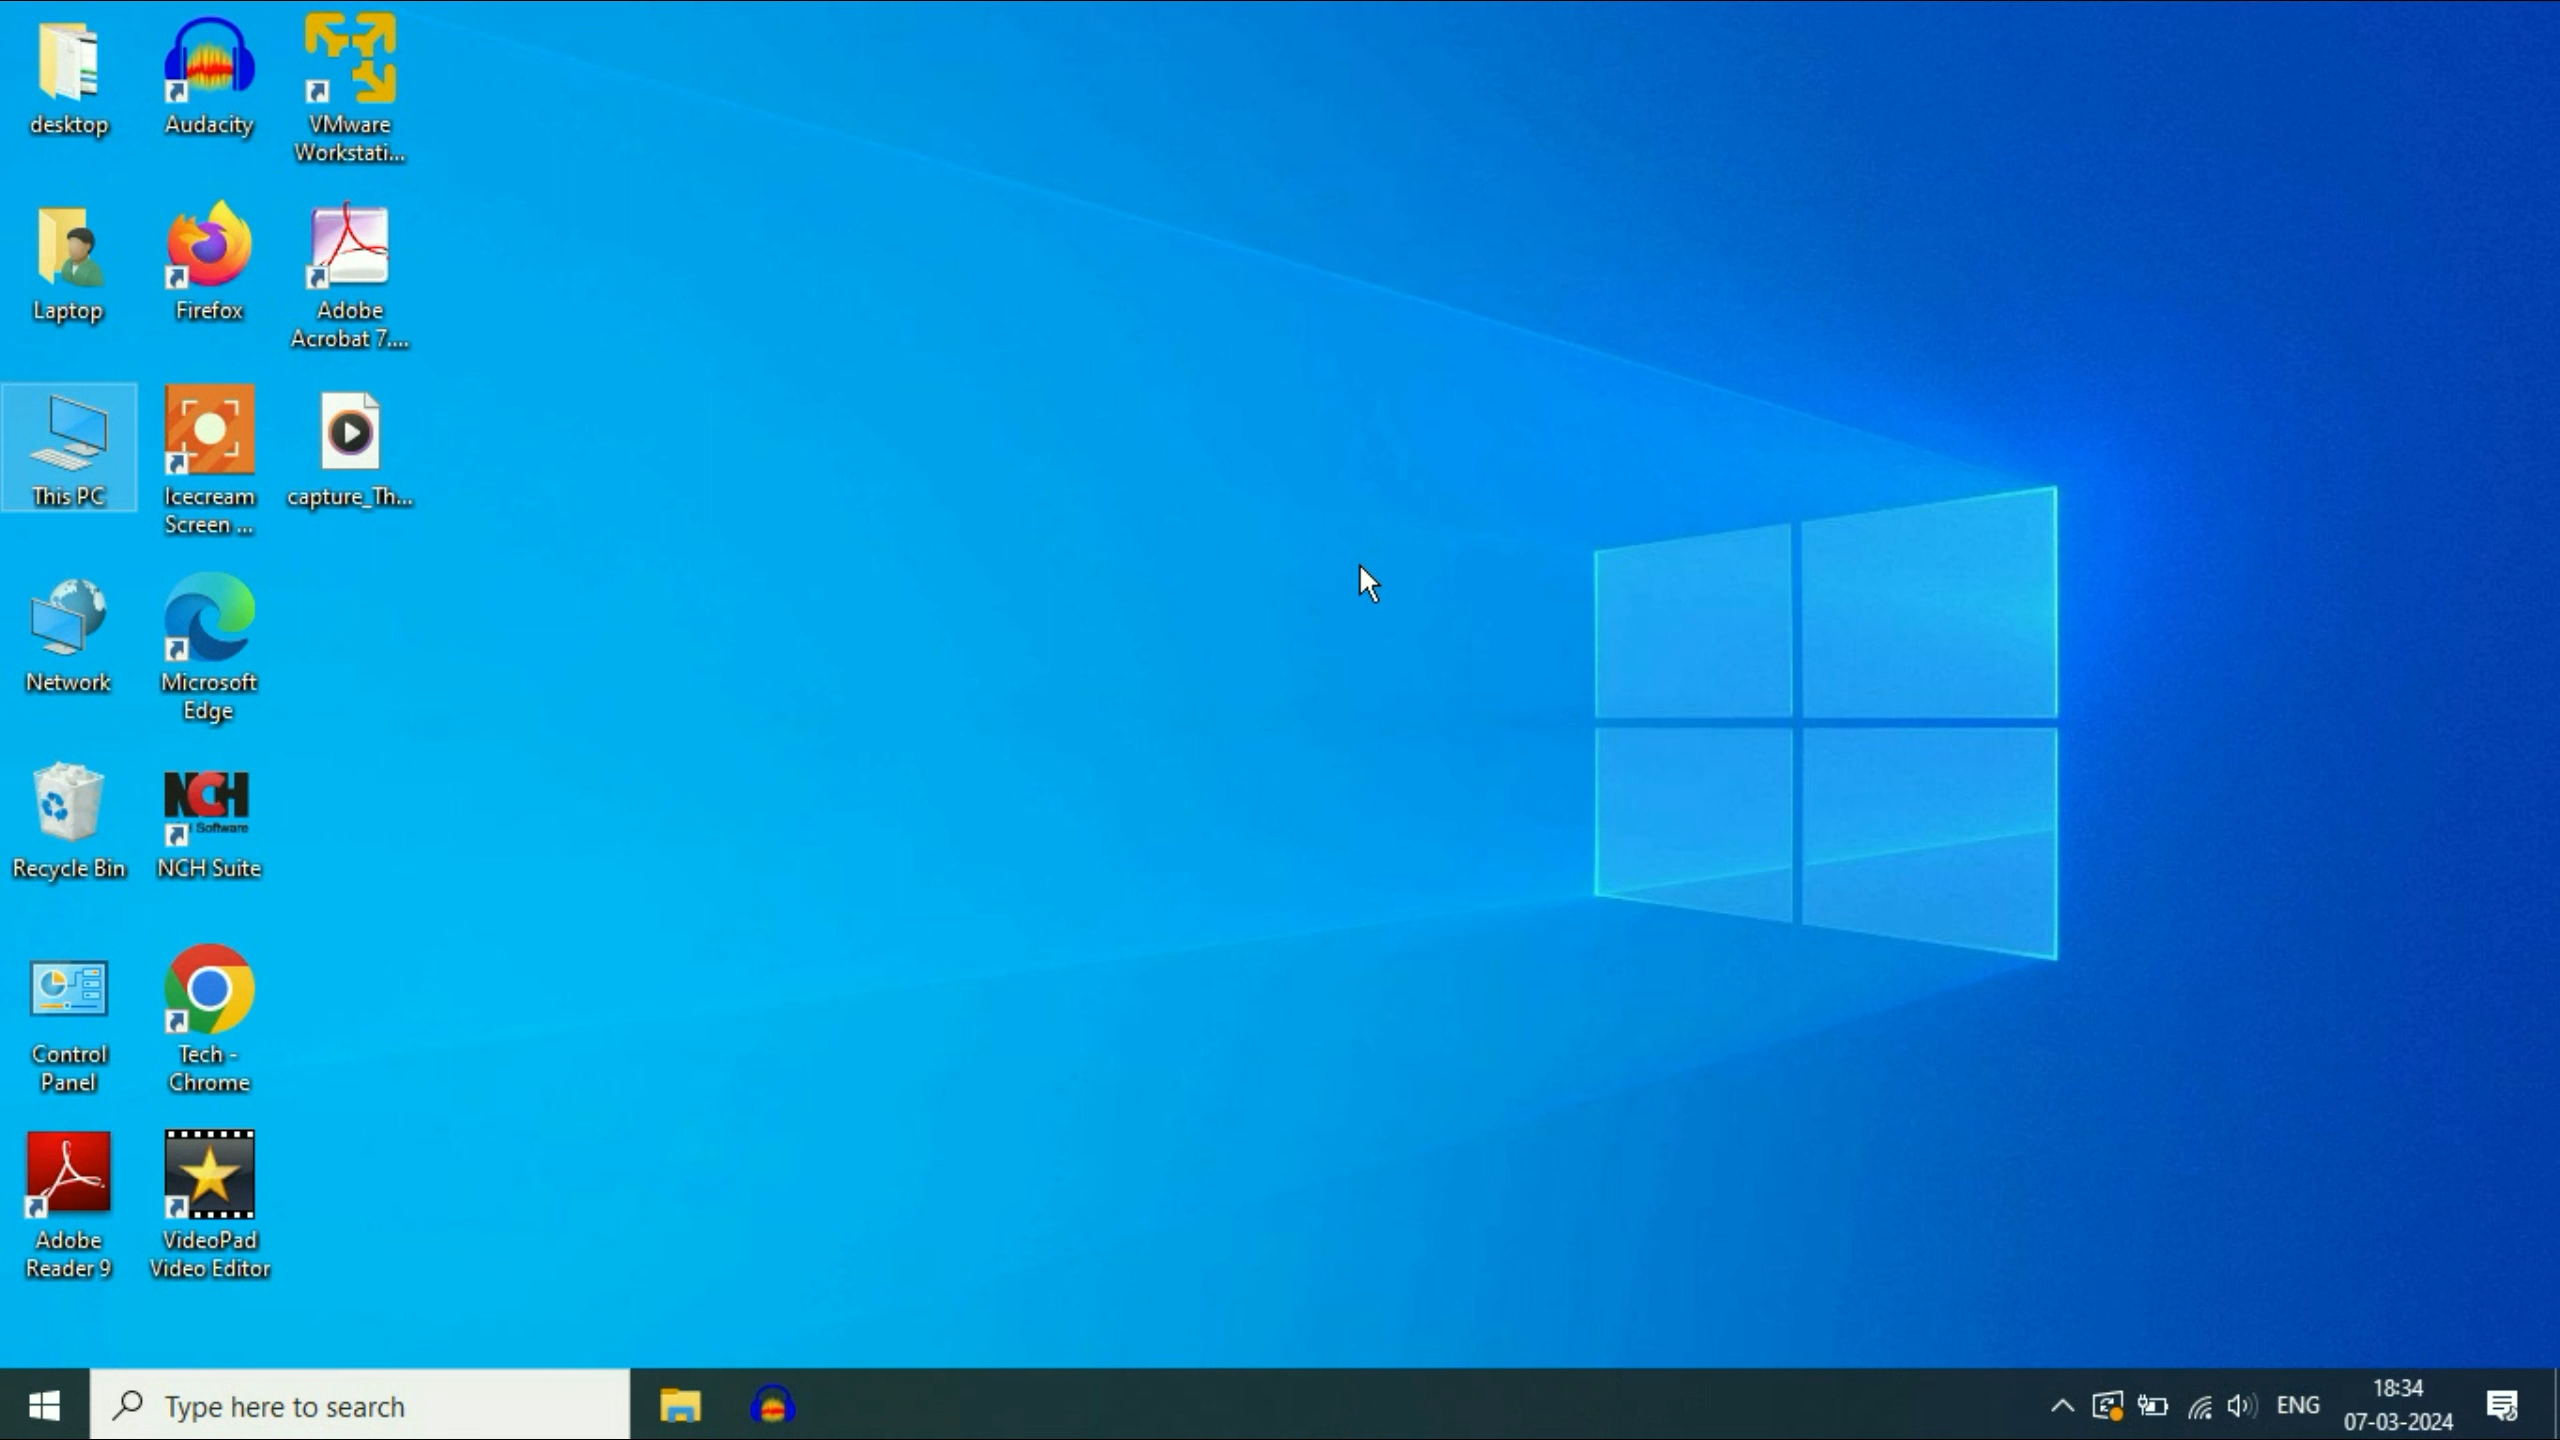 desktop
Audacity
VMware
Workstati...
Laptop
Firefox
Adobe
Acrobat 7....
This PC
Icecream
Screen ...
capture_Th...
Network
Microsoft
Edge
NCH
Software
Recycle Bin
NCH Suite
Control
Panel
Tech -
Chrome
Adobe
Reader 9
VideoPad
Video Editor
Type here to search
ENG
18:34
07-03-2024